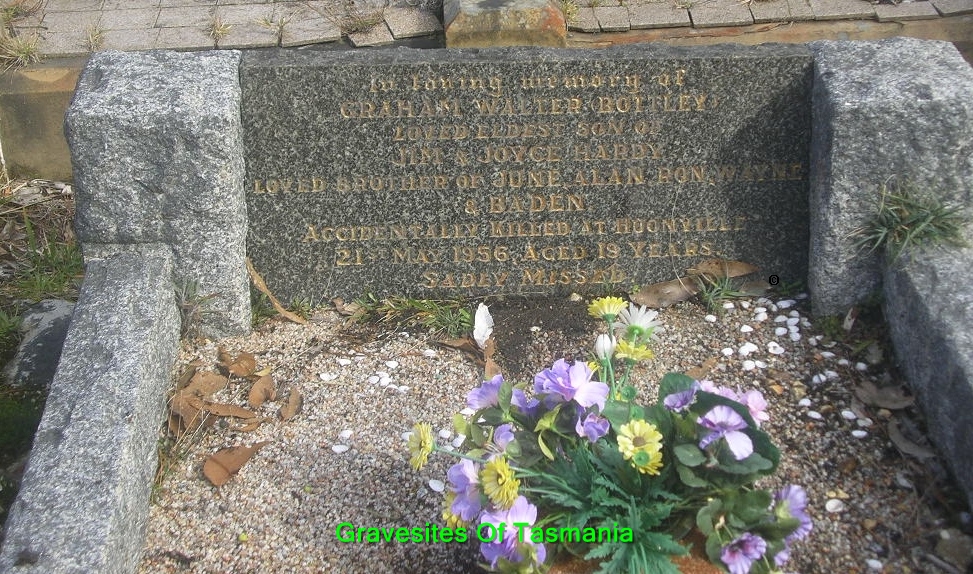 In loving memory of
GRAHAM WALTER BOTTLEY
LOVED ELDEST SON OF
JIM & JOYCE HARDY
LOVED BROTHER OF JUNE, ALAN, RON, WAYNE
& BADEN
ACCIDENTALLY KILLED AT HUONVILLE
21ST MAY 1956, AGED 19 YEARS
SADLY MISSED
©
Gravesites Of Tasmania